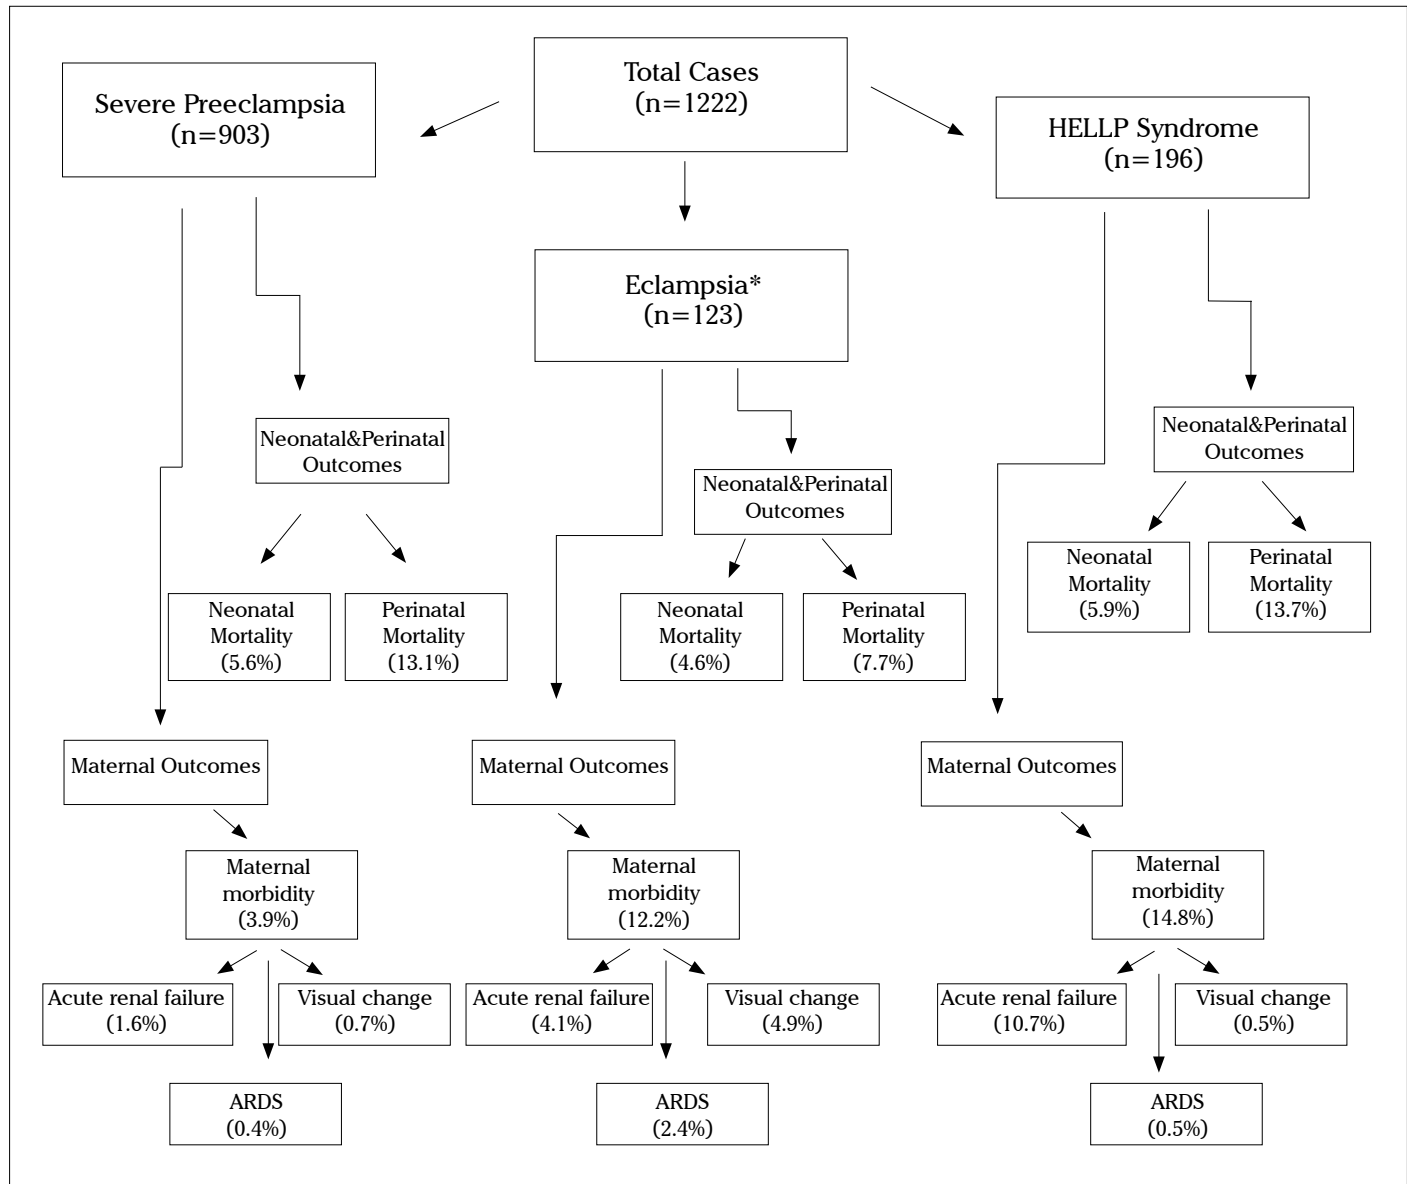 Total Cases
(n=1222)
Severe Preeclampsia
(n=903)
HELLP Syndrome
(n=196)
Eclampsia*
(n=123)
Neonatal&Perinatal
Outcomes
Neonatal
Mortality
(5.6%)
Perinatal
Mortality
(13.1%)
Neonatal&Perinatal
Outcomes
Neonatal
Mortality
(4.6%)
Perinatal
Mortality
(7.7%)
Neonatal&Perinatal
Outcomes
Neonatal
Mortality
(5.9%)
Perinatal
Mortality
(13.7%)
Maternal Outcomes
Maternal
morbidity
(3.9%)
Acute renal failure
(1.6%)
Visual change
(0.7%)
ARDS
(0.4%)
Maternal Outcomes
Maternal
morbidity
(12.2%)
Acute renal failure
(4.1%)
Visual change
(4.9%)
ARDS
(2.4%)
Maternal Outcomes
Maternal
morbidity
(14.8%)
Acute renal failure
(10.7%)
Visual change
(0.5%)
ARDS
(0.5%)